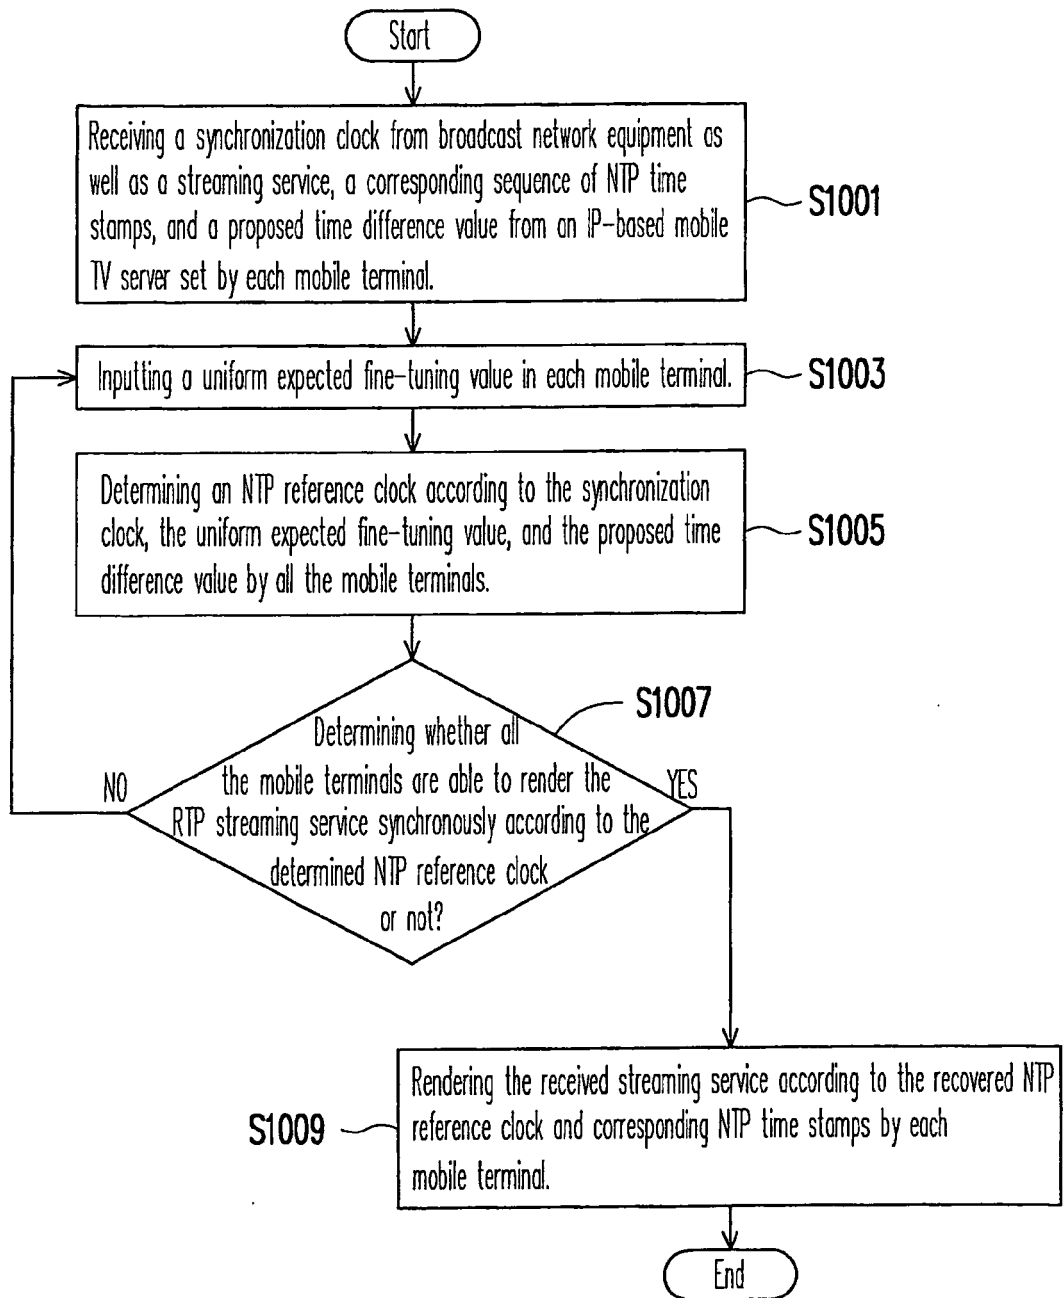 Start
Receiving a synchronization clock from broadcast network equipment as
well as a streaming service, a corresponding sequence of NTP time
stamps, and a proposed time difference value from an IP-based mobile
TV server set by each mobile terminal.
S1001
Inputting a uniform expected fine-tuning value in each mobile terminal.
S1003
Determining an NTP reference clock according to the synchronization
clock, the uniform expected fine-tuning value, and the proposed time
difference value by all the mobile terminals.
S1005
S1007
Determining whether all
the mobile terminals are able to render the
RTP streaming service synchronously according to the
determined NTP reference clock
or not?
NO
YES
Rendering the received streaming service according to the recovered NTP
reference clock and corresponding NTP time stamps by each
mobile terminal.
S1009
End